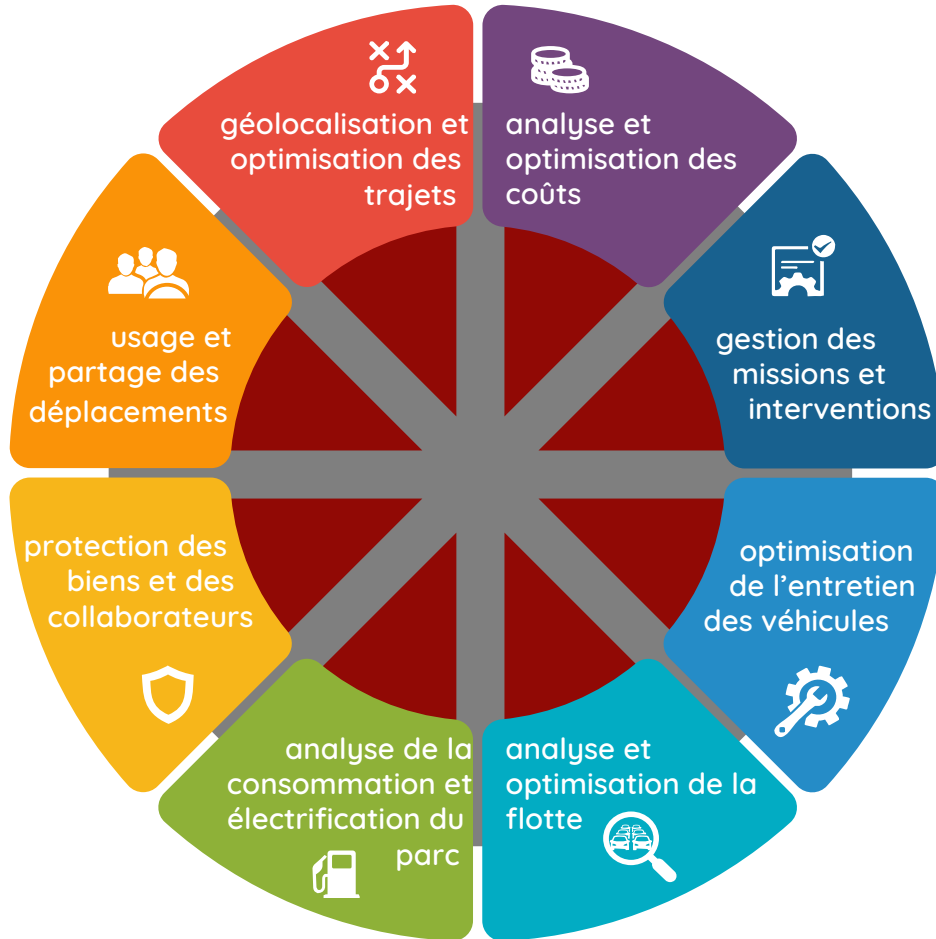 géolocalisation et
optimisation des
trajets
analyse et
optimisation des
coûts
gestion des
missions et
interventions
optimisation
de l'entretien
des véhicules
analyse et
optimisation de la
flotte
analyse de la
consommation et
électrification du
parc
protection des
biens et des
collaborateurs
usage et
partage des
déplacements